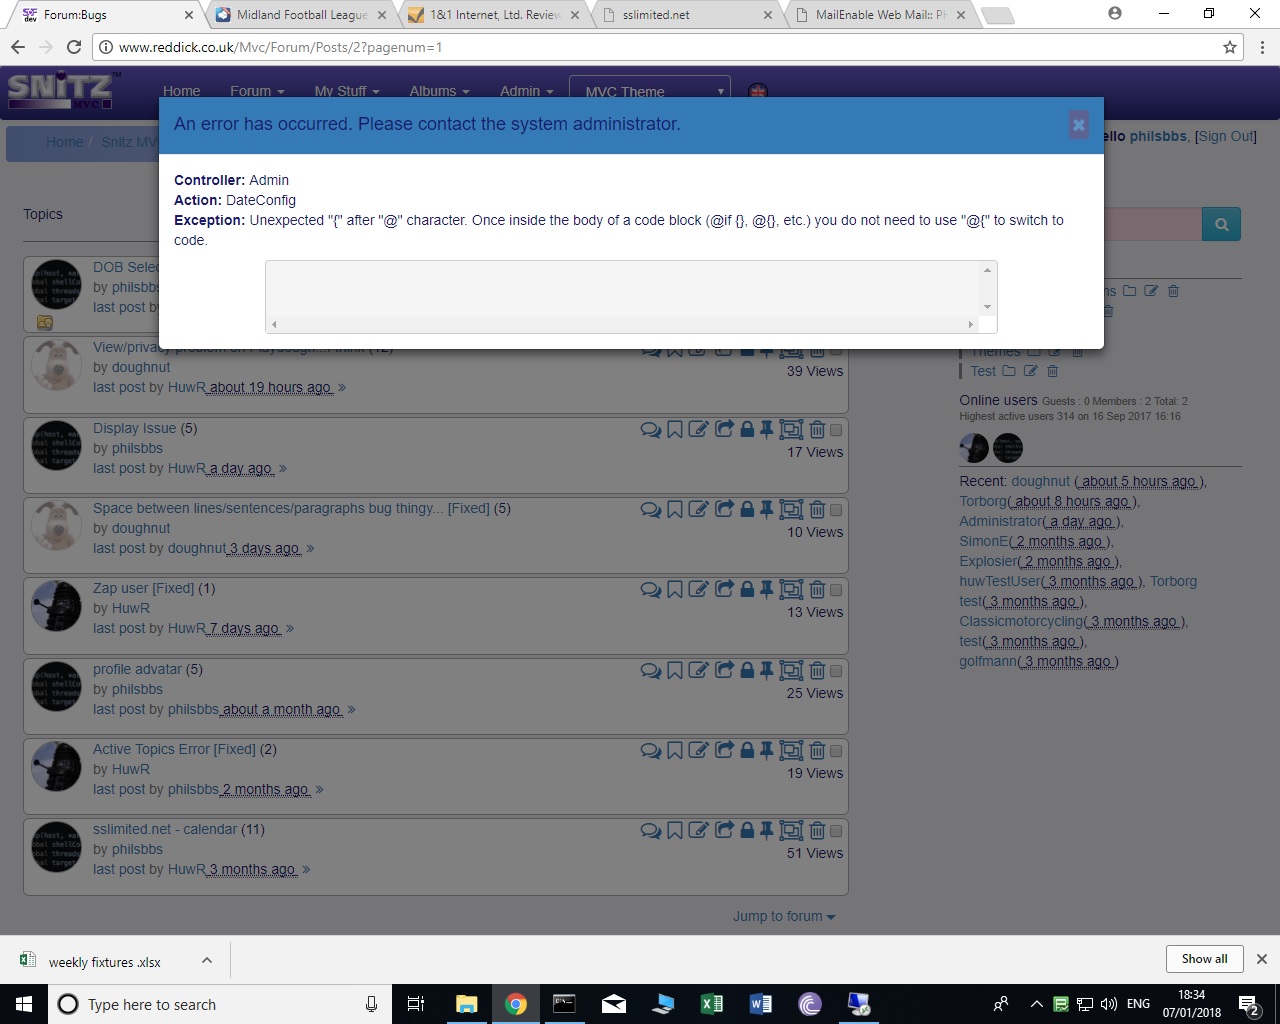 Forum:Bugs
Midland Football League
1&1 Internet, Ltd. Review
sslimited.net
MailEnable Web Mail:: P
www.reddick.co.uk/Mvc/Forum/Posts/2?pagenum=1
SNiTZ™ MVC
Home Forum My Stuff Albums Admin MVC Theme
An error has occurred. Please contact the system administrator.
Home / Snitz MV
ello philsbbs, [Sign Out]
Controller: Admin
Action: DateConfig
Exception: Unexpected "{" after "@" character. Once inside the body of a code block (@if {}, @{}, etc.) you do not need to use "@{" to switch to
code.
Topics
DOB Selec
by philsbbs
last post by
View/privacy problem on Playdough...I think (12)
by doughnut
last post by HuwR about 19 hours ago »
39 Views
Display Issue (5)
by philsbbs
last post by HuwR a day ago »
17 Views
Space between lines/sentences/paragraphs bug thingy... [Fixed] (5)
by doughnut
last post by doughnut 3 days ago »
10 Views
Zap user [Fixed] (1)
by HuwR
last post by HuwR 7 days ago »
13 Views
profile advatar (5)
by philsbbs
last post by philsbbs about a month ago »
25 Views
Active Topics Error [Fixed] (2)
by HuwR
last post by philsbbs 2 months ago »
19 Views
sslimited.net - calendar (11)
by philsbbs
last post by HuwR 3 months ago »
51 Views
Jump to forum
ns
Themes
Test
Online users Guests : 0 Members : 2 Total: 2
Highest active users 314 on 16 Sep 2017 16:16
Recent: doughnut ( about 5 hours ago ),
Torborg( about 8 hours ago ),
Administrator( a day ago ),
SimonE( 2 months ago ),
Explosier( 2 months ago ),
huwTestUser( 3 months ago ), Torborg
test( 3 months ago ),
Classicmotorcycling( 3 months ago ),
test( 3 months ago ),
golfmann( 3 months ago )
weekly fixtures .xlsx
Show all
Type here to search
ENG
18:34
07/01/2018
2